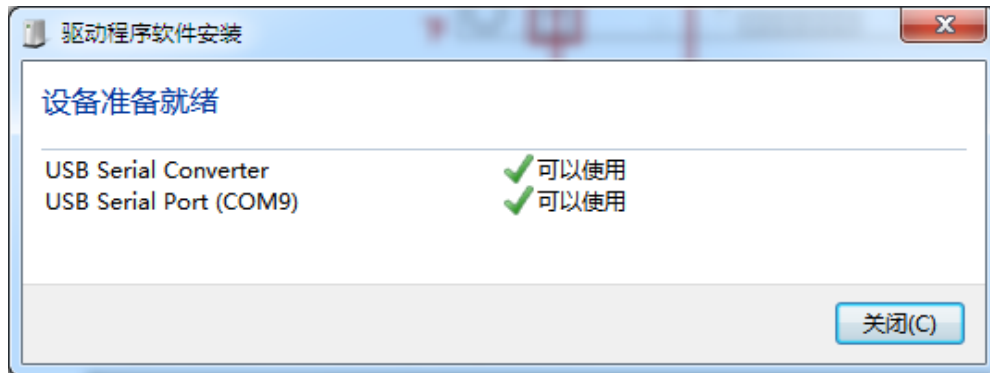 驱动程序软件安装
设备准备就绪
USB Serial Converter 可以使用
USB Serial Port (COM9) 可以使用
关闭(C)